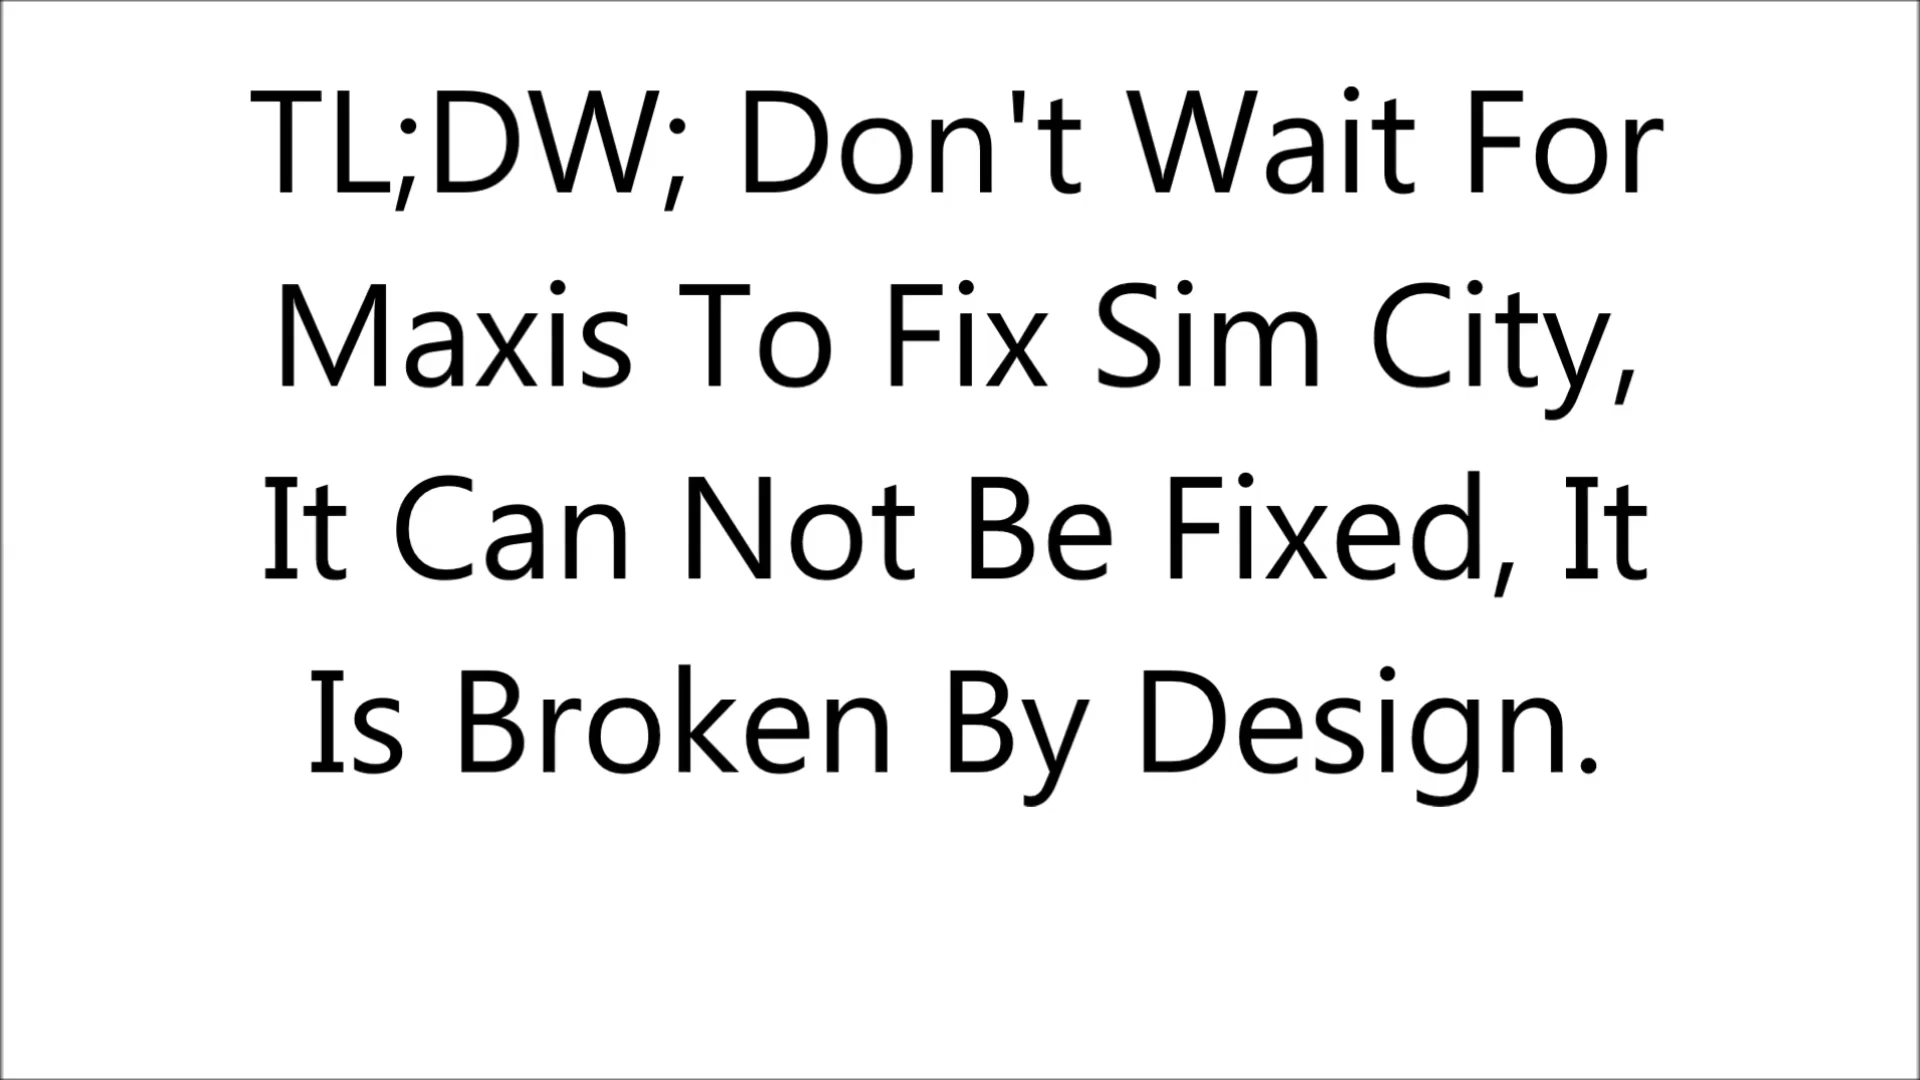 TL;DW; Don't Wait For
Maxis To Fix Sim City,
It Can Not Be Fixed, It
Is Broken By Design.